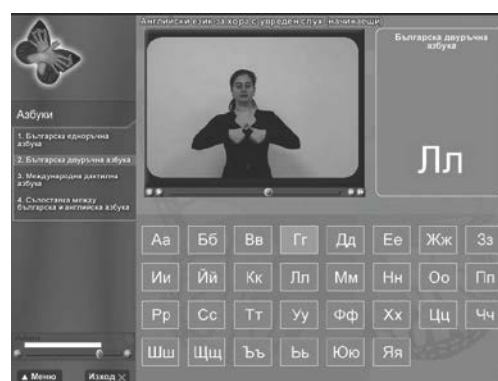 Английски език за хора с увреден слух - начинаещи
Азбуки
1. Българска едноръчна
азбука
2. Българска двуръчна азбука
3. Международна дактилна
азбука
4. Съпоставка между
българска и английска азбука
Българска двуръчна
азбука
Лл
Аа Бб Вв Гг Дд Ее Жж Зз
Ии Йй Кк Лл Мм Нн Оо Пп
Рр Сс Тт Уу Фф Хх Цц Чч
Шш Щщ Ъъ Ьь Юю Яя
▲ Меню
Изход ×